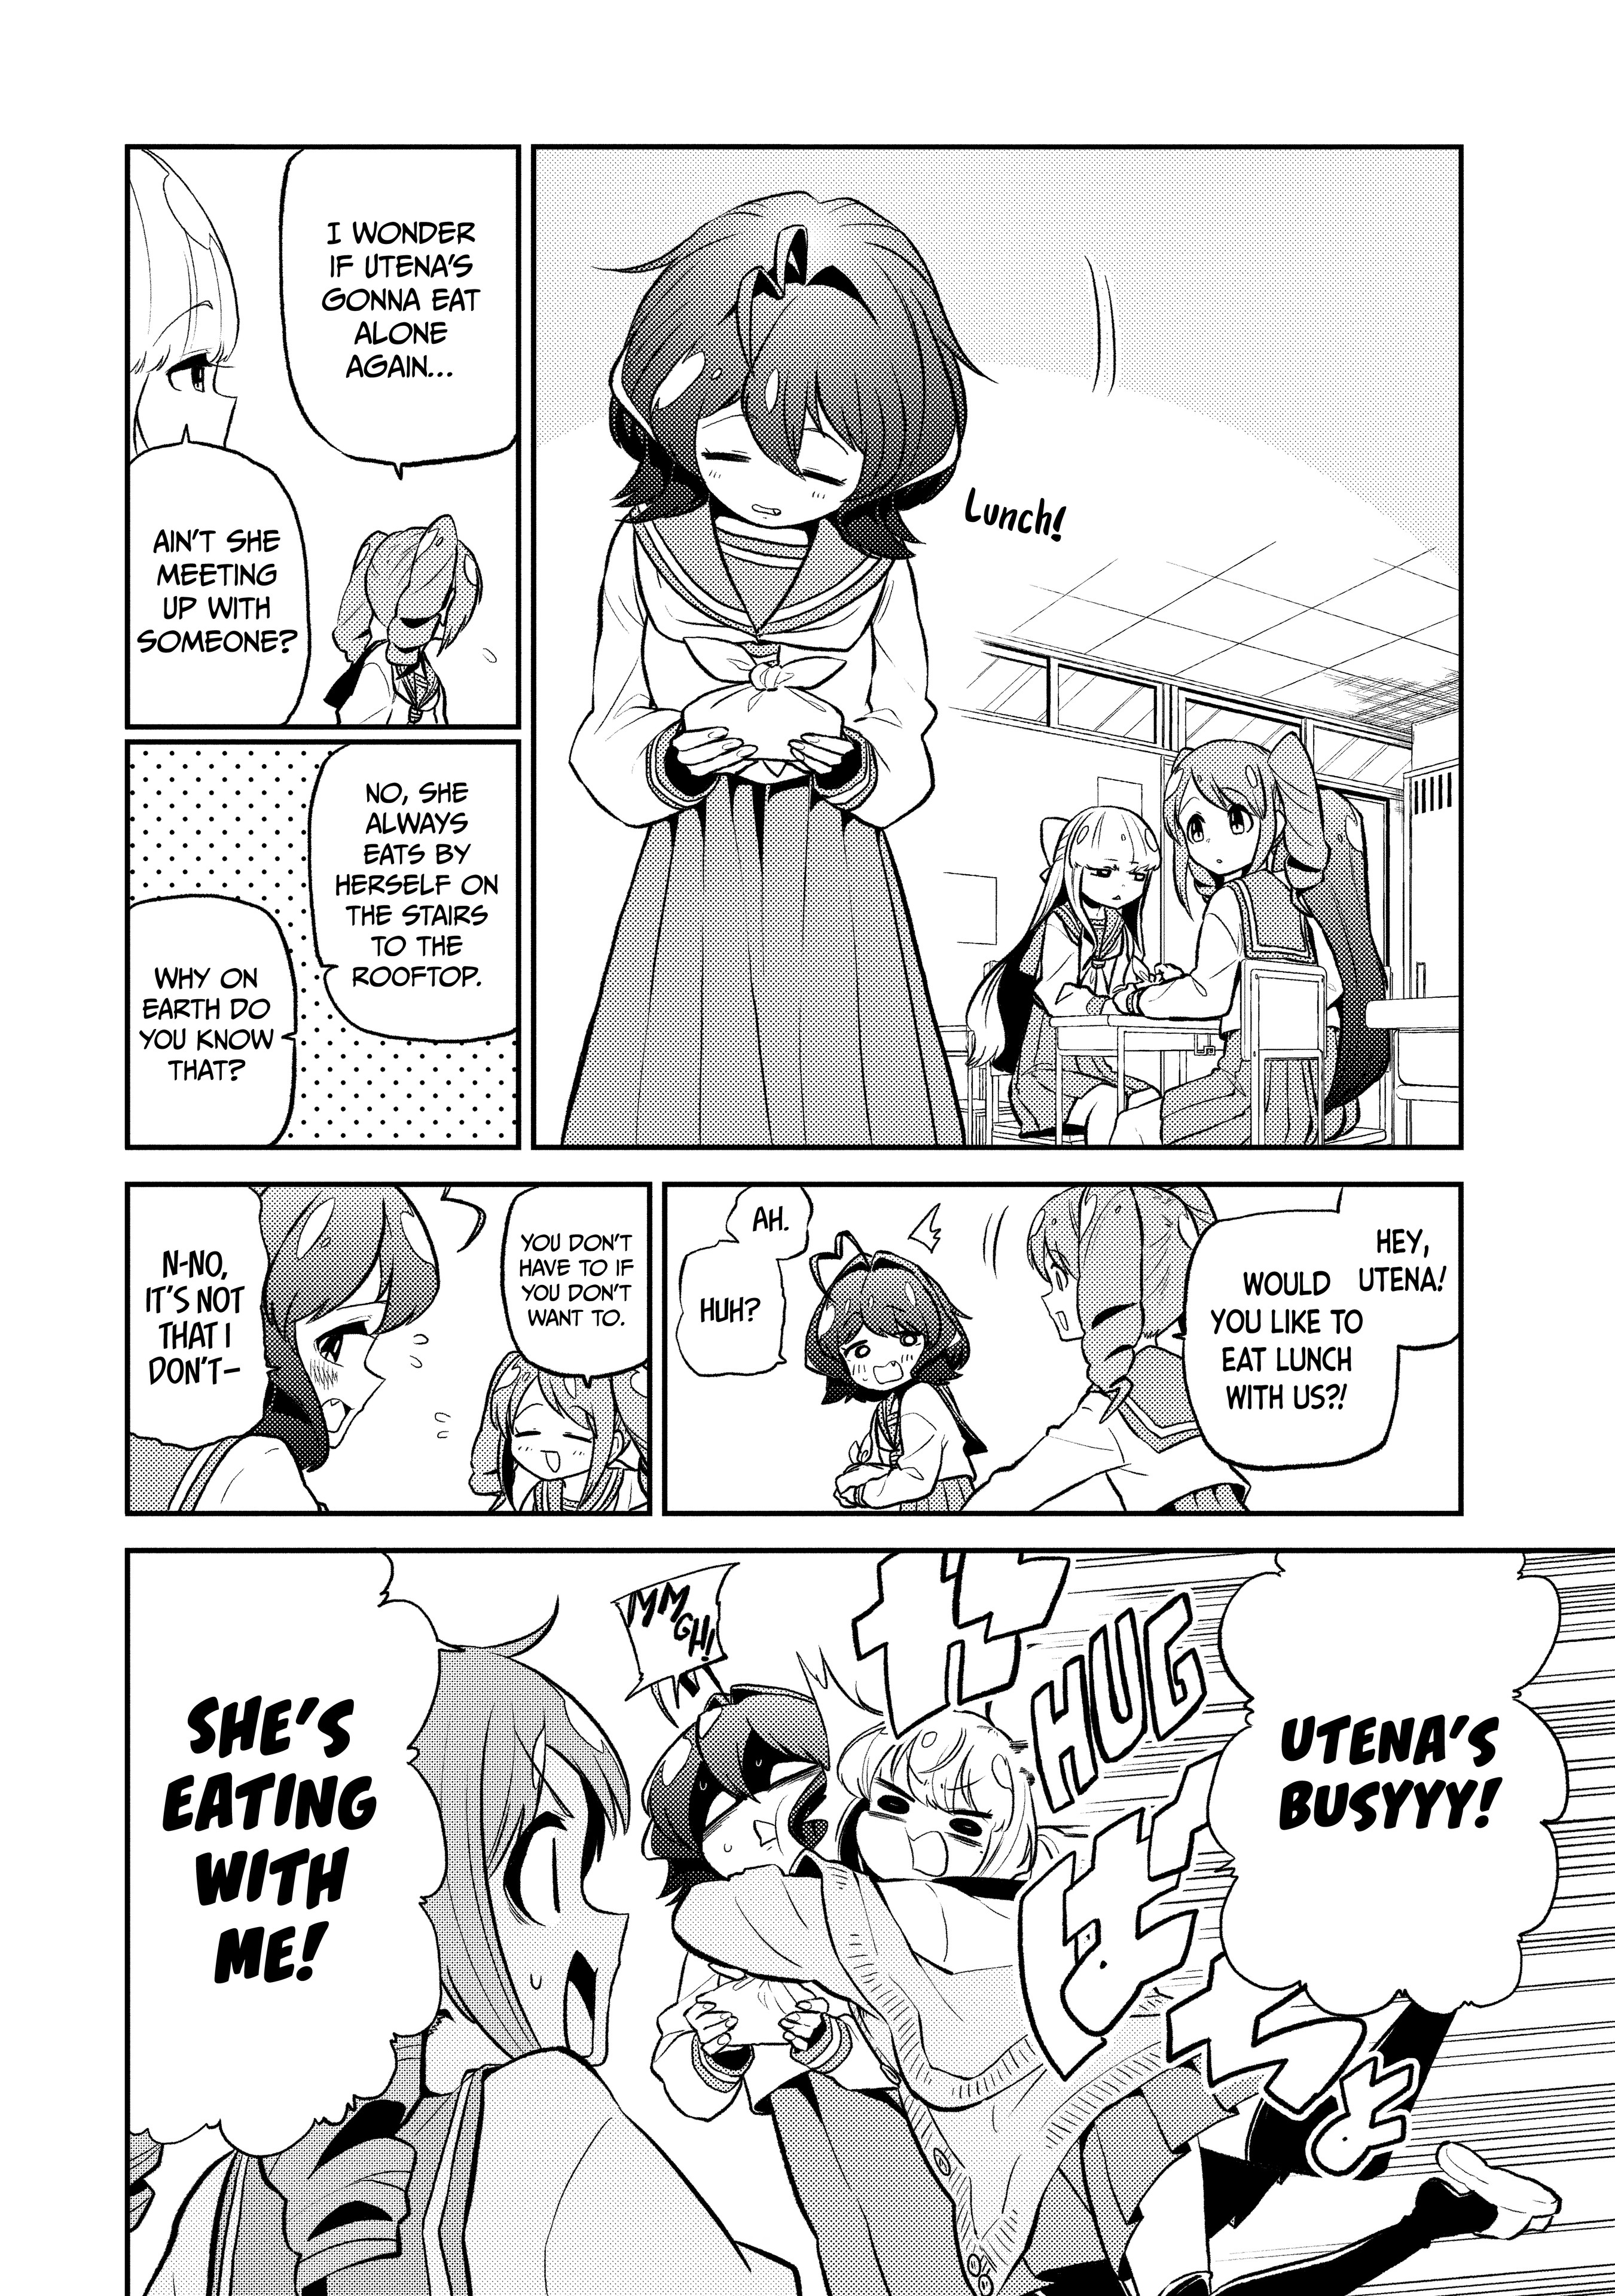 Lunch!
I WONDER
IF UTENA'S
GONNA EAT
ALONE
AGAIN...
AIN'T SHE
MEETING
UP WITH
SOMEONE?
NO, SHE
ALWAYS
EATS BY
HERSELF ON
THE STAIRS
TO THE
ROOFTOP.
WHY ON
EARTH DO
YOU KNOW
THAT?
HEY,
UTENA!
WOULD
YOU LIKE TO
EAT LUNCH
WITH US?!
AH.
HUH?
YOU DON'T
HAVE TO IF
YOU DON'T
WANT TO.
N-NO,
IT'S NOT
THAT I
DON'T-
UTENA'S
BUSYYY!
HUG
MM
GH!
SHE'S
EATING
WITH
ME!